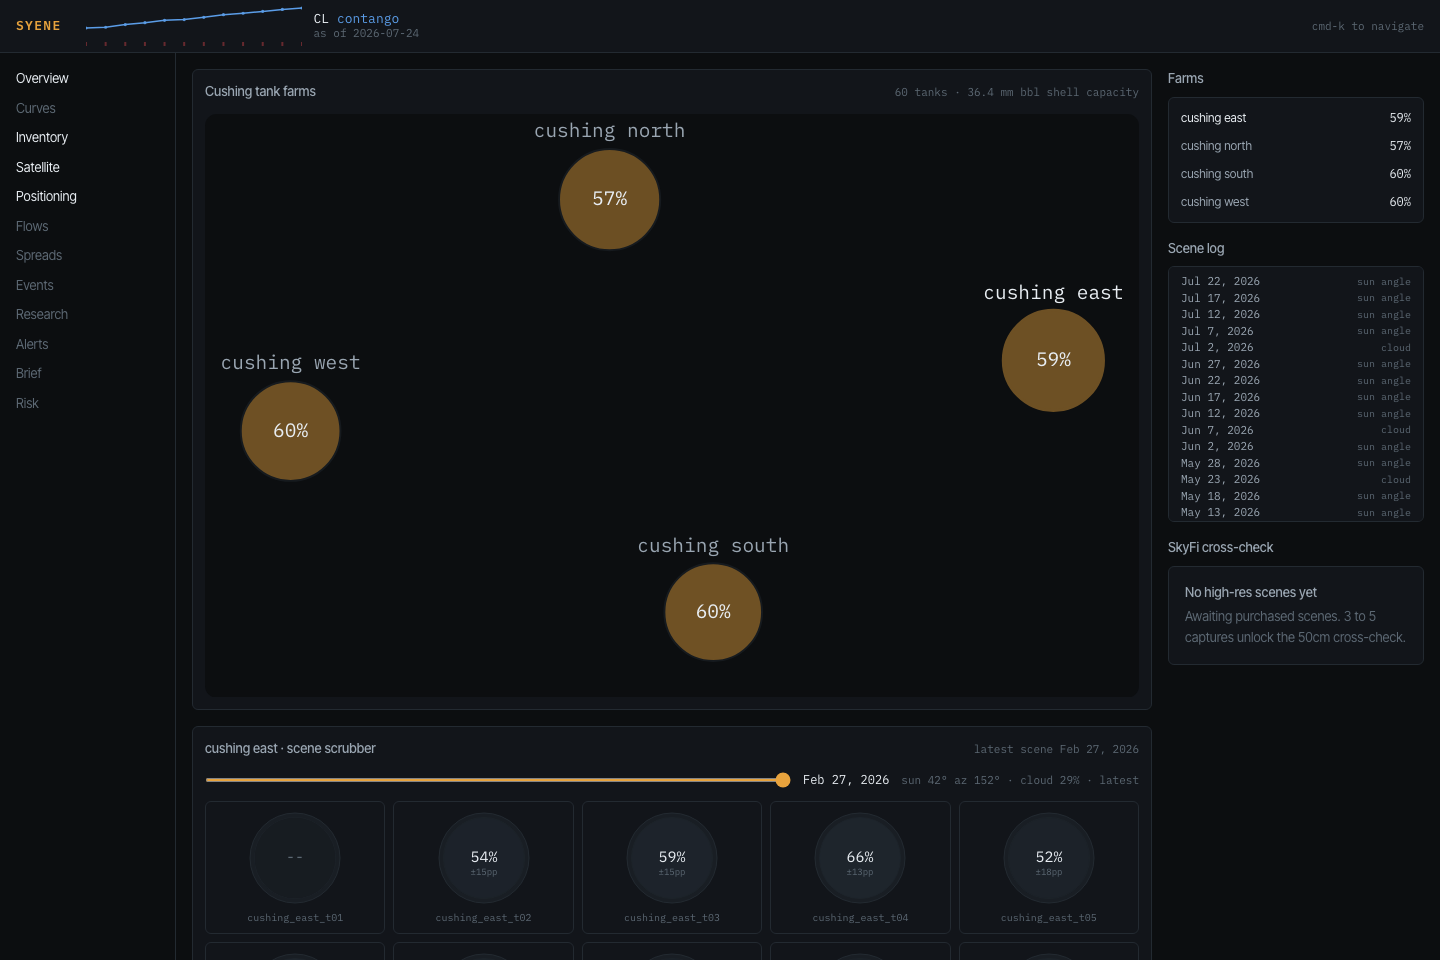 SYENE
CL contango
as of 2026-07-24
cmd-k to navigate
Overview
Curves
Inventory
Satellite
Positioning
Flows
Spreads
Events
Research
Alerts
Brief
Risk
Cushing tank farms
60 tanks · 36.4 mm bbl shell capacity
cushing north
57%
cushing east
59%
cushing west
60%
cushing south
60%
cushing east · scene scrubber
latest scene Feb 27, 2026
Feb 27, 2026 sun 42° az 152° · cloud 29% · latest
--
cushing_east_t01
54%
±15pp
cushing_east_t02
59%
±15pp
cushing_east_t03
66%
±13pp
cushing_east_t04
52%
±18pp
cushing_east_t05
Farms
cushing east 59%
cushing north 57%
cushing south 60%
cushing west 60%
Scene log
Jul 22, 2026 sun angle
Jul 17, 2026 sun angle
Jul 12, 2026 sun angle
Jul 7, 2026 sun angle
Jul 2, 2026 cloud
Jun 27, 2026 sun angle
Jun 22, 2026 sun angle
Jun 17, 2026 sun angle
Jun 12, 2026 sun angle
Jun 7, 2026 cloud
Jun 2, 2026 sun angle
May 28, 2026 sun angle
May 23, 2026 cloud
May 18, 2026 sun angle
May 13, 2026 sun angle
SkyFi cross-check
No high-res scenes yet
Awaiting purchased scenes. 3 to 5
captures unlock the 50cm cross-check.